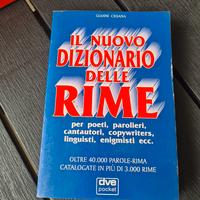 GIANNI CESANA
IL NUOVO
DIZIONARIO
DELLE
RIME
per poeti, parolieri,
cantautori, copywriters,
linguisti, enigmisti ecc.
OLTRE 40.000 PAROLE-RIMA
CATALOGATE IN PIÙ DI 3.000 RIME
dve
pocket